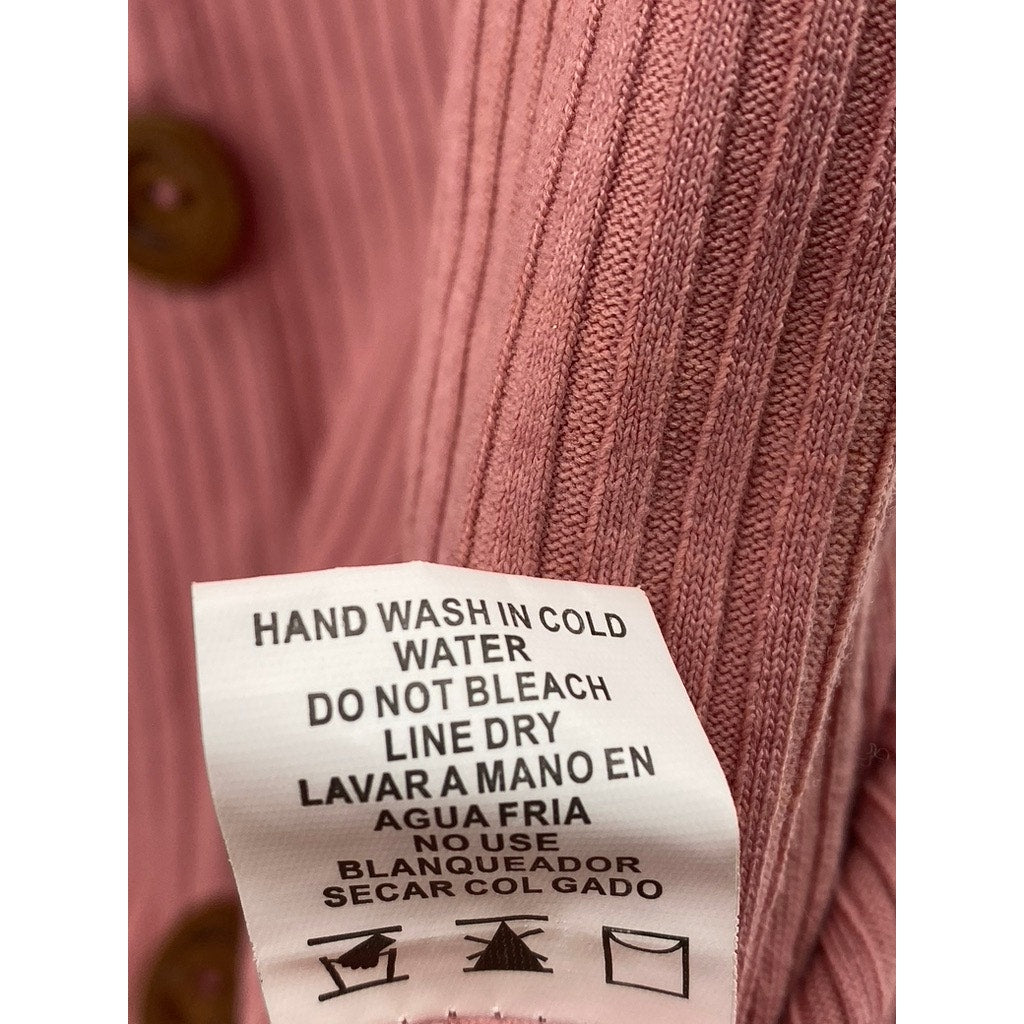 HAND WASH IN COLD
WATER
DO NOT BLEACH
LINE DRY
LAVAR A MANO EN
AGUA FRIA
NO USE
BLANQUEADOR
SECAR COL GADO